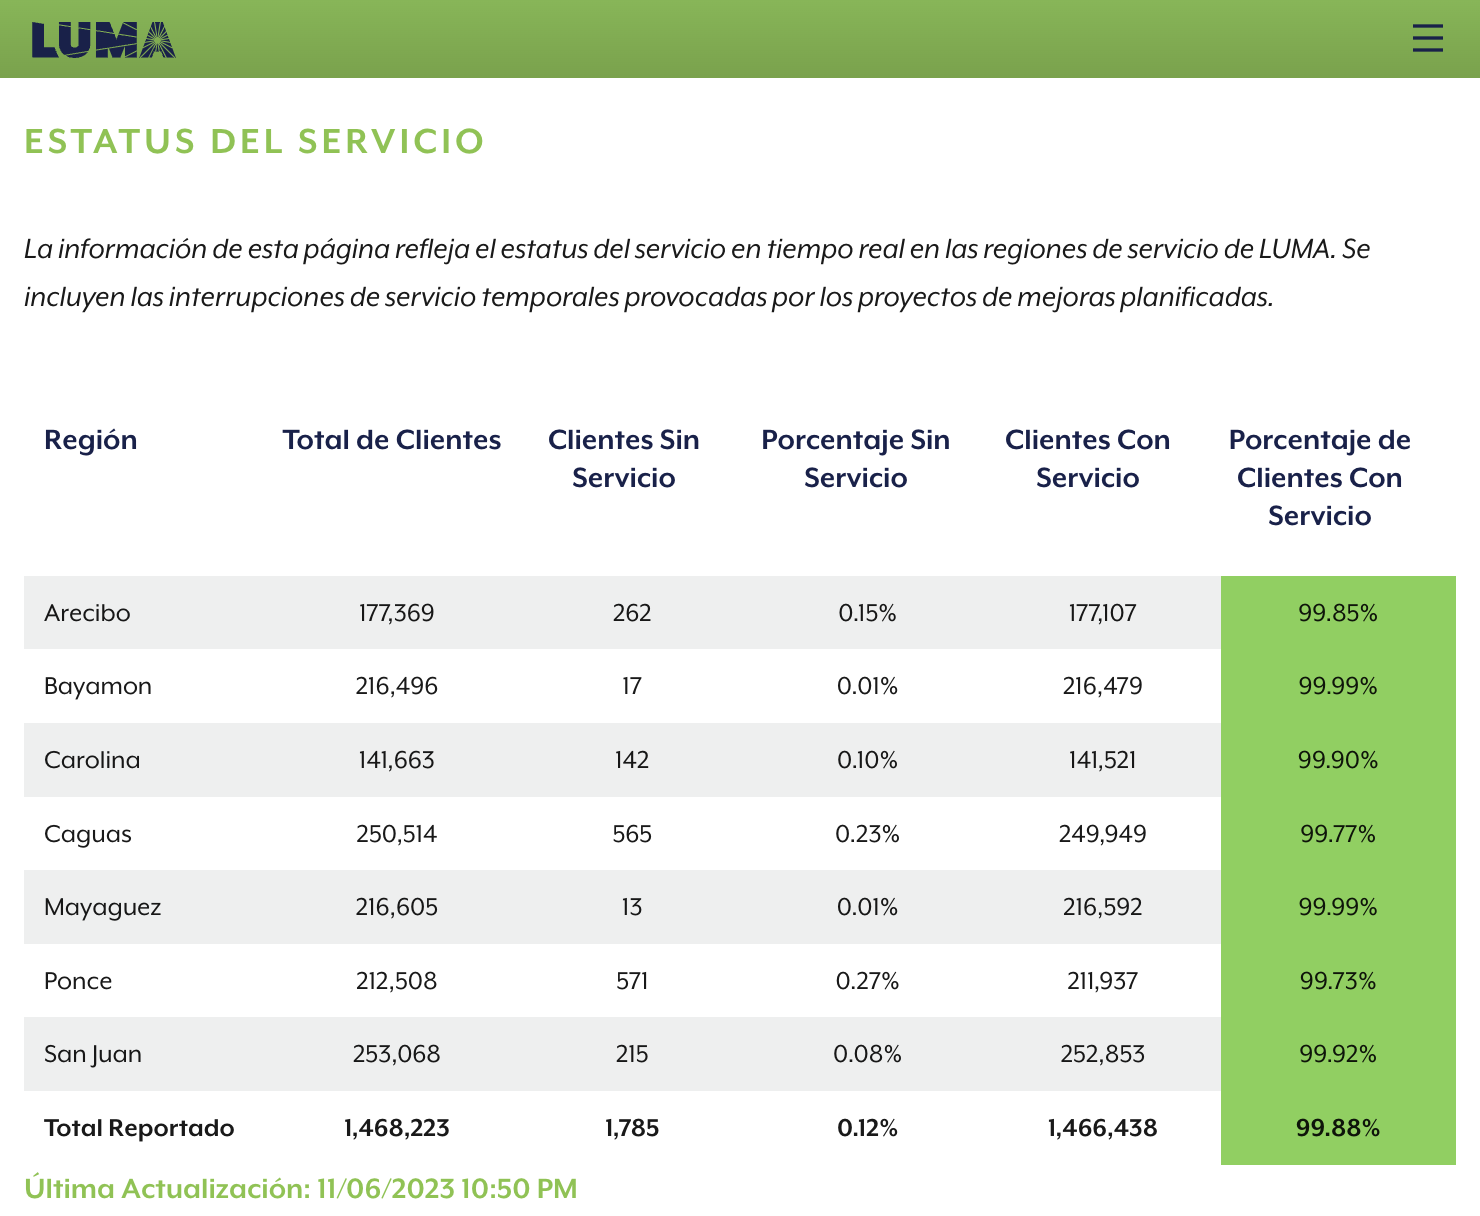 LUMA
ESTATUS DEL SERVICIO
La información de esta página refleja el estatus del servicio en tiempo real en las regiones de servicio de LUMA. Se
incluyen las interrupciones de servicio temporales provocadas por los proyectos de mejoras planificadas.
Región Total de Clientes Clientes Sin Servicio Porcentaje Sin Servicio Clientes Con Servicio Porcentaje de Clientes Con Servicio
Arecibo 177,369 262 0.15% 177,107 99.85%
Bayamon 216,496 17 0.01% 216,479 99.99%
Carolina 141,663 142 0.10% 141,521 99.90%
Caguas 250,514 565 0.23% 249,949 99.77%
Mayaguez 216,605 13 0.01% 216,592 99.99%
Ponce 212,508 571 0.27% 211,937 99.73%
San Juan 253,068 215 0.08% 252,853 99.92%
Total Reportado 1,468,223 1,785 0.12% 1,466,438 99.88%
Última Actualización: 11/06/2023 10:50 PM